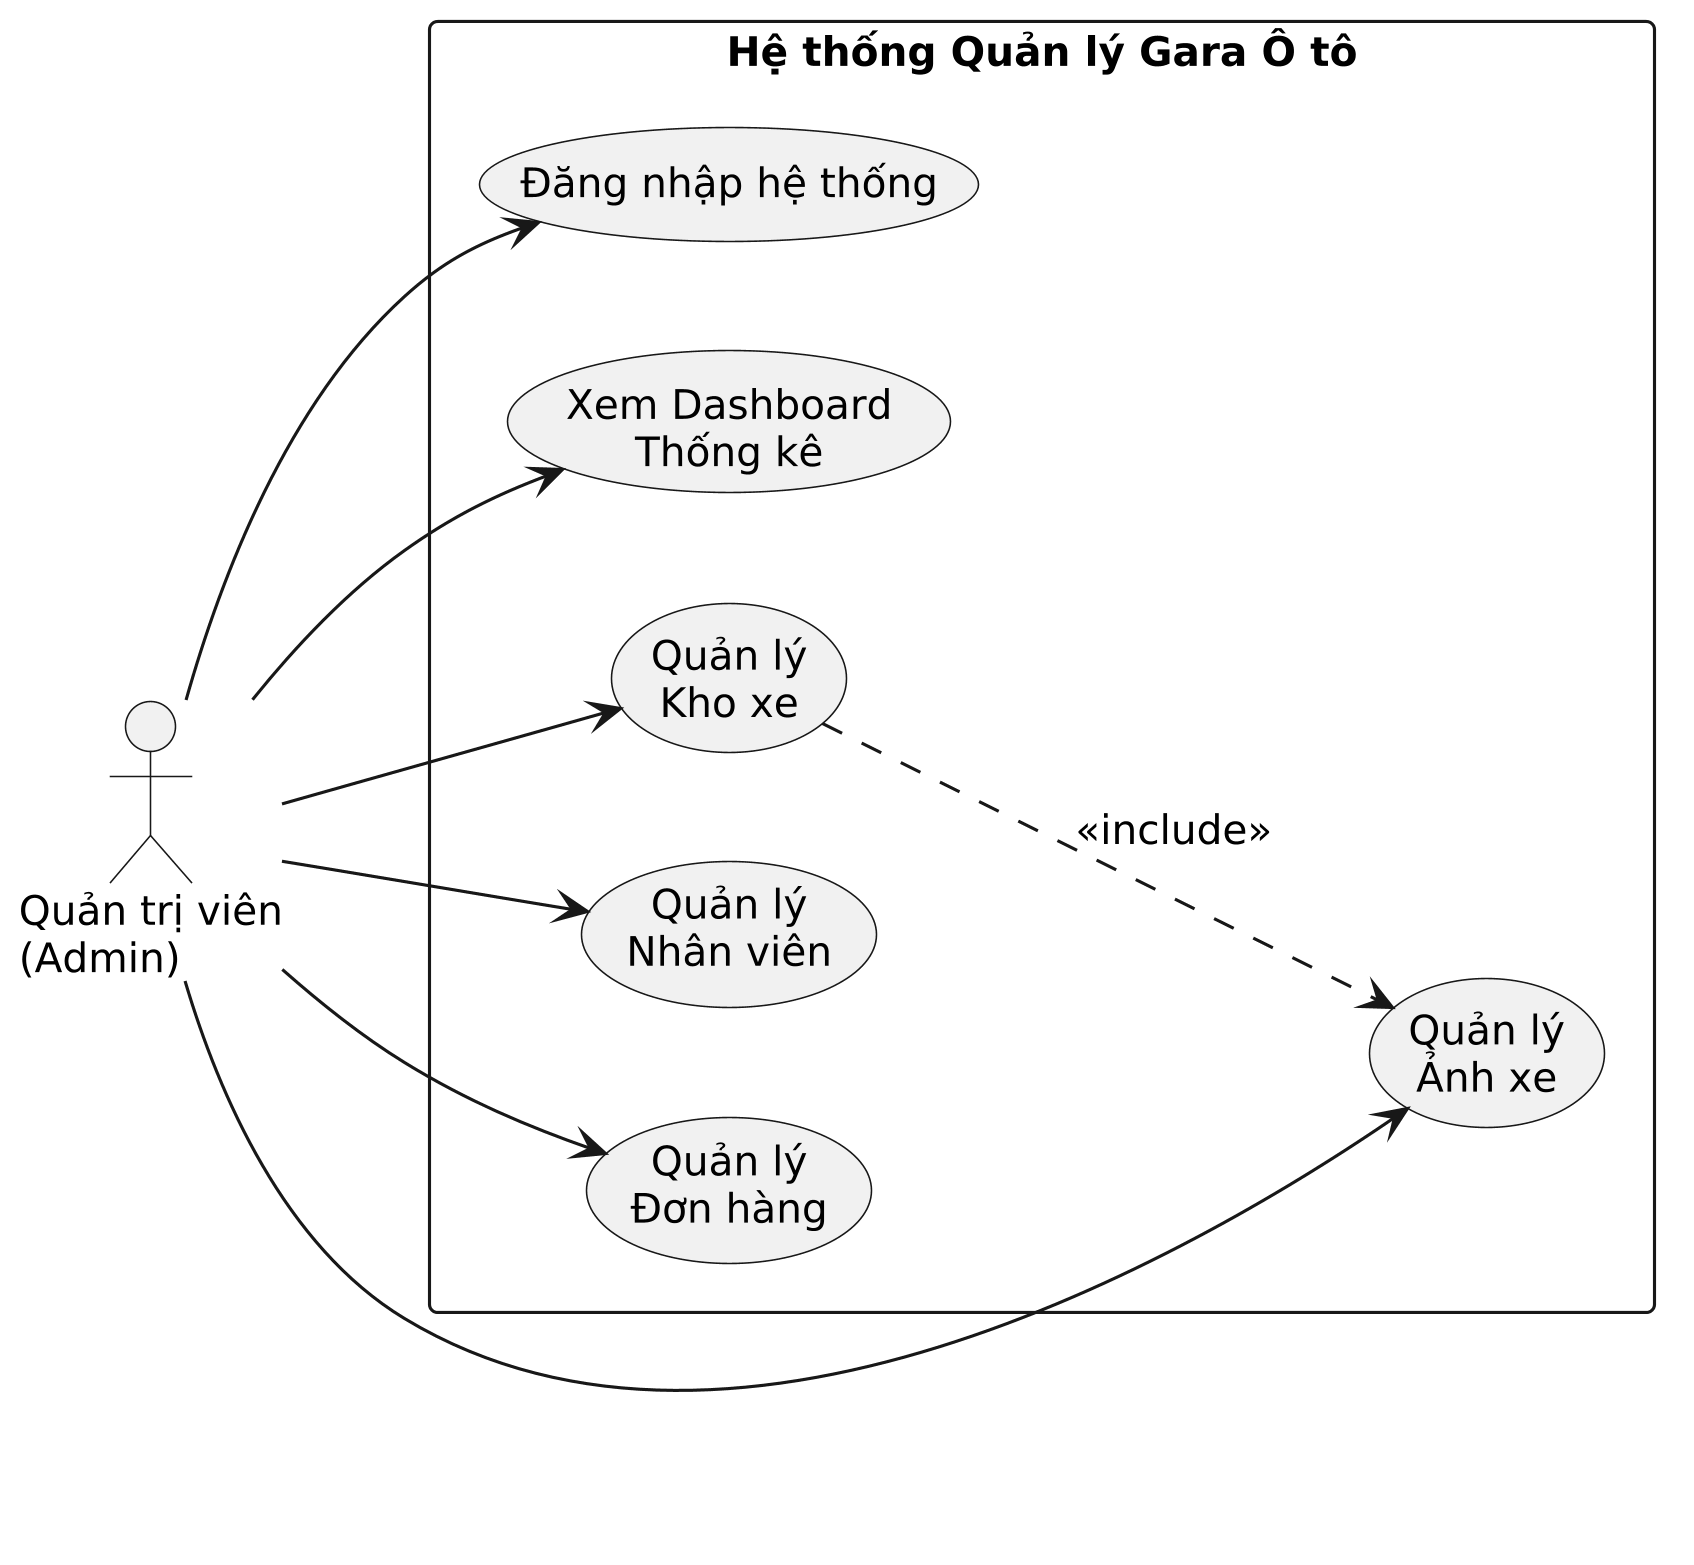 Hệ thống Quản lý Gara Ô tô
Đăng nhập hệ thống
Xem Dashboard
Thống kê
Quản lý
Kho xe
«include»
Quản lý
Nhân viên
Quản trị viên
(Admin)
Quản lý
Ảnh xe
Quản lý
Đơn hàng